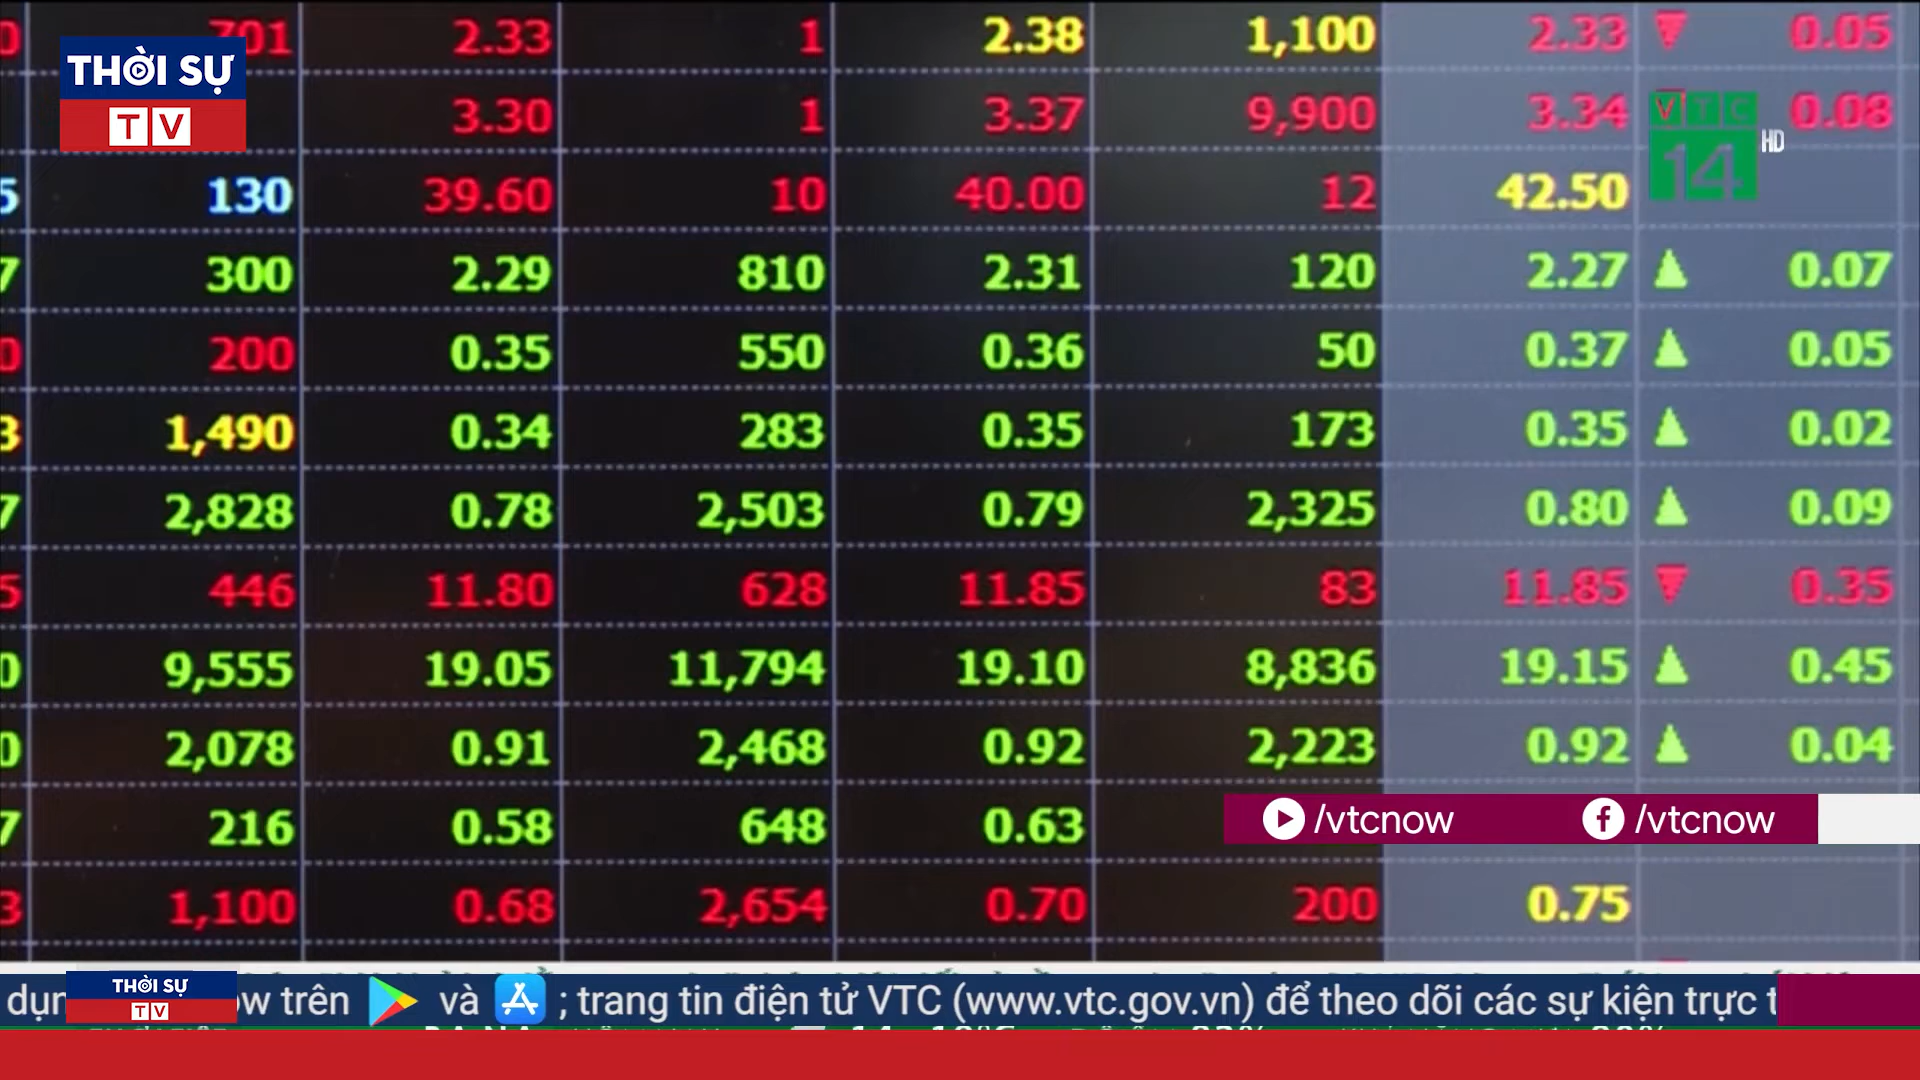 701 2.33 1 2.38 1,100 2.33 0.05
THỜI SỰ
TV
3.30 1 3.37 9,900 3.34 0.08
VTC
14
HD
130 39.60 10 40.00 12 42.50
300 2.29 810 2.31 120 2.27 0.07
200 0.35 550 0.36 50 0.37 0.05
1,490 0.34 283 0.35 173 0.35 0.02
2,828 0.78 2,503 0.79 2,325 0.80 0.09
446 11.80 628 11.85 83 11.85 0.35
9,555 19.05 11,794 19.10 8,836 19.15 0.45
2,078 0.91 2,468 0.92 2,223 0.92 0.04
216 0.58 648 0.63
/vtcnow /vtcnow
1,100 0.68 2,654 0.70 200 0.75
THỜI SỰ
TV
trên và ; trang tin điện tử VTC (www.vtc.gov.vn) để theo dõi các sự kiện trực